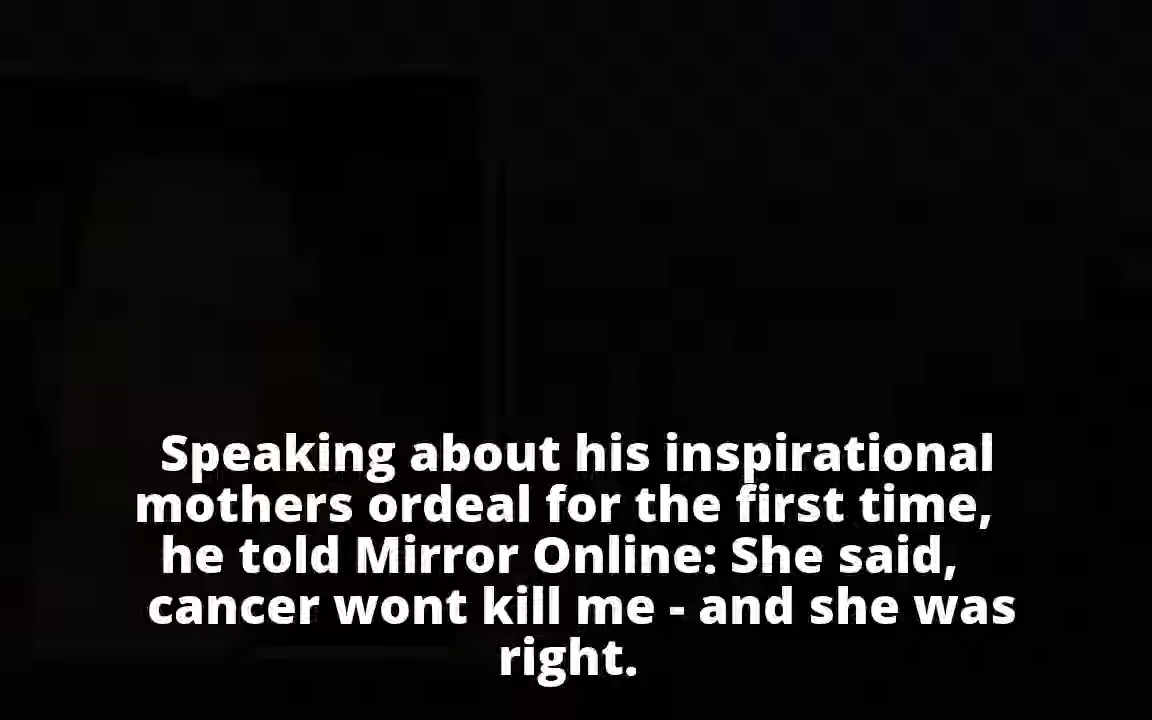 Speaking about his inspirational
mothers ordeal for the first time,
he told Mirror Online: She said,
cancer wont kill me - and she was
right.